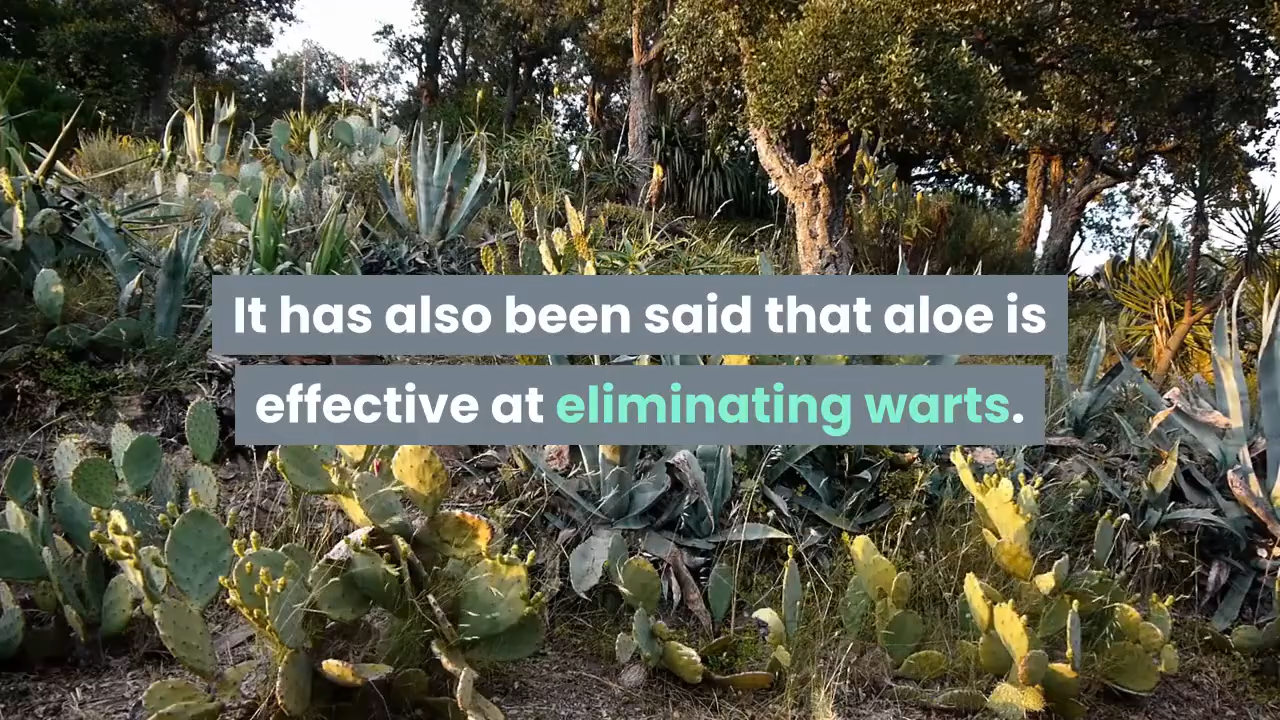 It has also been said that aloe is
effective at eliminating warts.